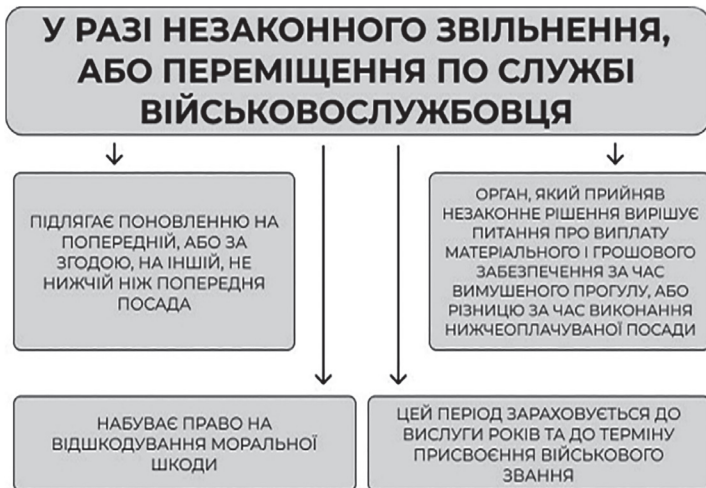 У РАЗІ НЕЗАКОННОГО ЗВІЛЬНЕННЯ,
АБО ПЕРЕМІЩЕННЯ ПО СЛУЖБІ
ВІЙСЬКОВОСЛУЖБОВЦЯ
ПІДЛЯГАЄ ПОНОВЛЕННЮ НА
ПОПЕРЕДНІЙ, АБО ЗА
ЗГОДОЮ, НА ІНШІЙ, НЕ
НИЖЧІЙ НІЖ ПОПЕРЕДНЯ
ПОСАДА
ОРГАН, ЯКИЙ ПРИЙНЯВ
НЕЗАКОННЕ РІШЕННЯ ВИРІШУЄ
ПИТАННЯ ПРО ВИПЛАТУ
МАТЕРІАЛЬНОГО І ГРОШОВОГО
ЗАБЕЗПЕЧЕННЯ ЗА ЧАС
ВИМУШЕНОГО ПРОГУЛУ, АБО
РІЗНИЦЮ ЗА ЧАС ВИКОНАННЯ
НИЖЧЕОПЛАЧУВАНОЇ ПОСАДИ
НАБУВАЄ ПРАВО НА
ВІДШКОДУВАННЯ МОРАЛЬНОЇ
ШКОДИ
ЦЕЙ ПЕРІОД ЗАРАХОВУЄТЬСЯ ДО
ВИСЛУГИ РОКІВ ТА ДО ТЕРМІНУ
ПРИСВОЄННЯ ВІЙСЬКОВОГО
ЗВАННЯ